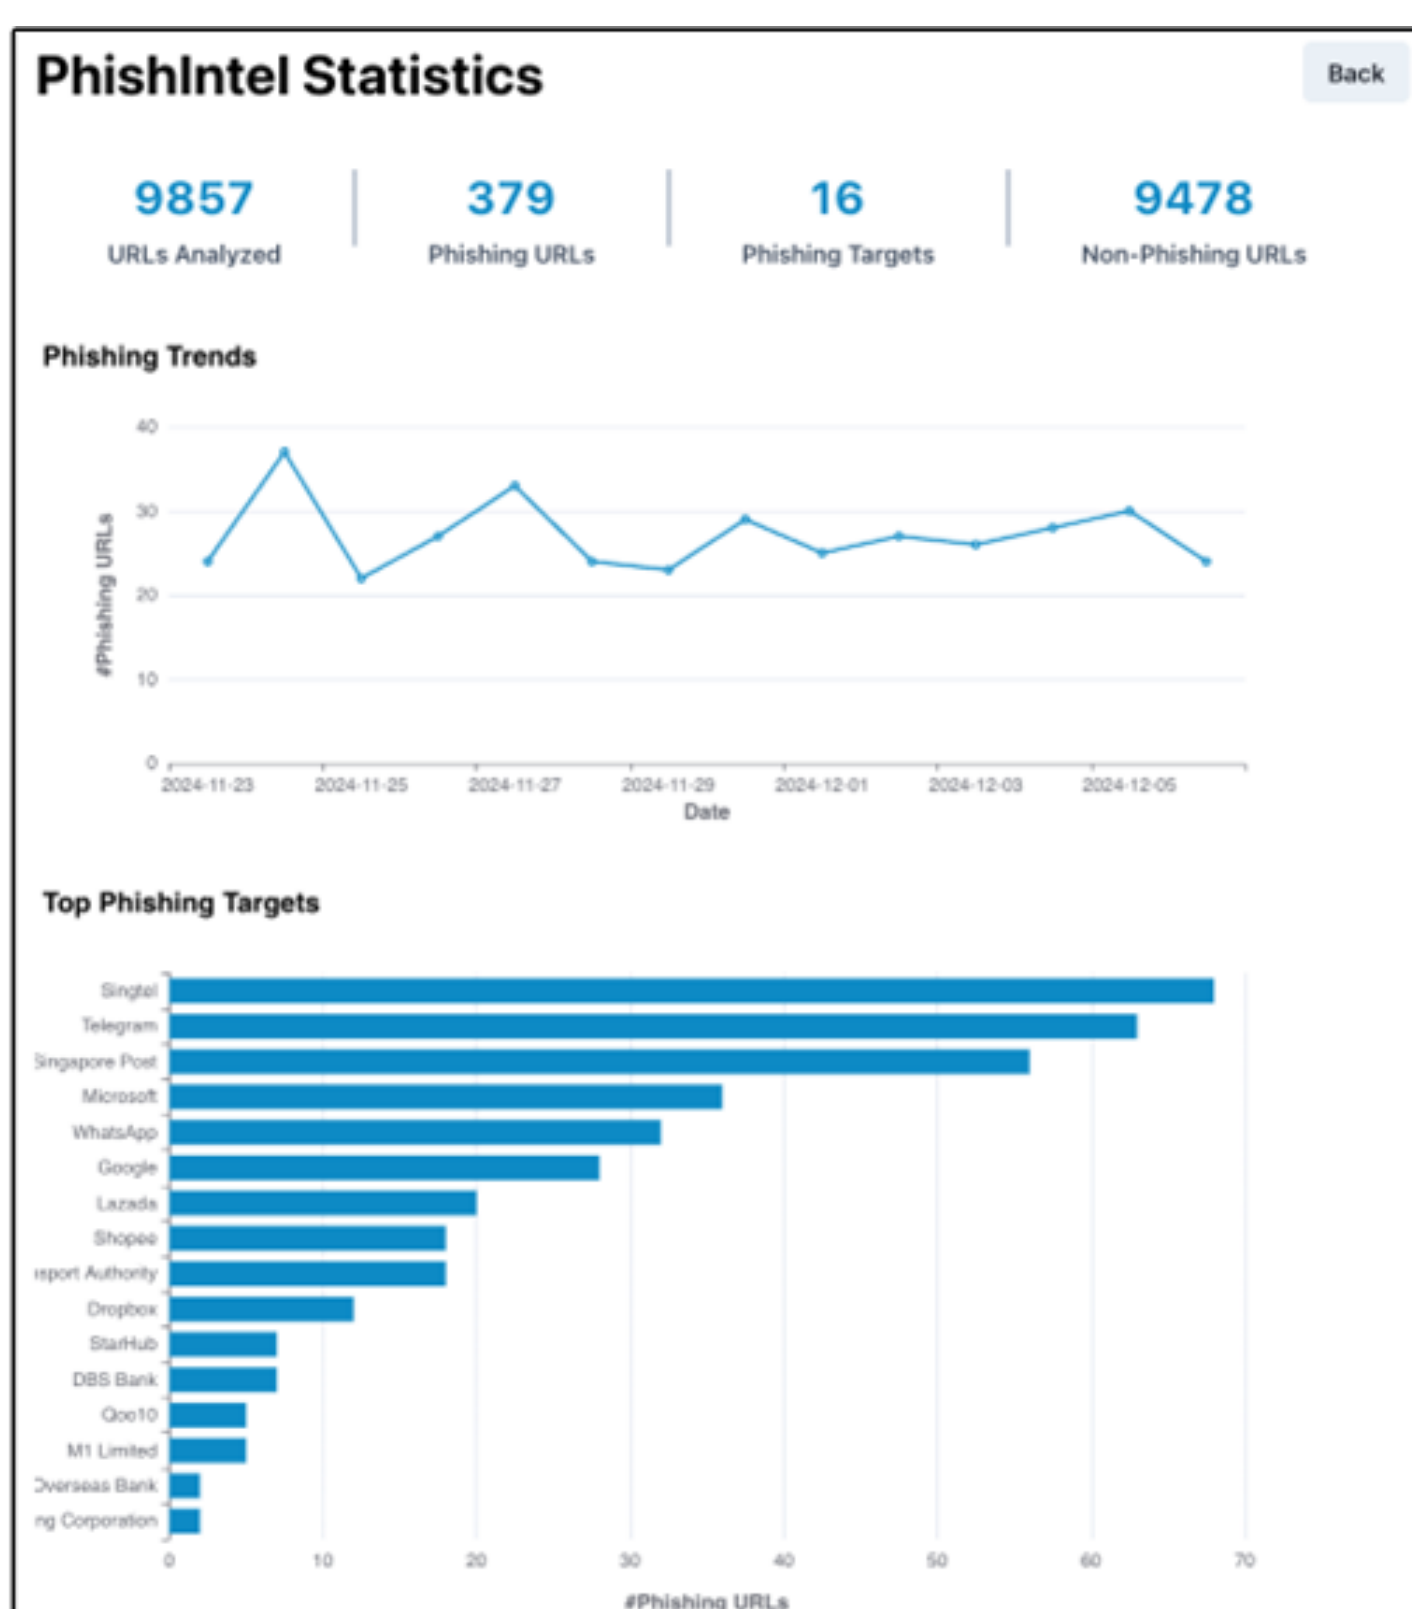 PhishIntel Statistics
Back
9857
379
16
9478
URLs Analyzed
Phishing URLs
Phishing Targets
Non-Phishing URLs
Phishing Trends
40
30
20
10
0
#Phishing URLs
2024-11-23
2024-11-25
2024-11-27
2024-11-29
2024-12-01
2024-12-03
2024-12-05
Date
Top Phishing Targets
Singtel
Telegram
Singapore Post
Microsoft
WhatsApp
Google
Lazada
Shopee
sport Authority
Dropbox
StarHub
DBS Bank
Qoo10
M1 Limited
Overseas Bank
ng Corporation
0
10
20
30
40
50
60
70
#Phishing URLs